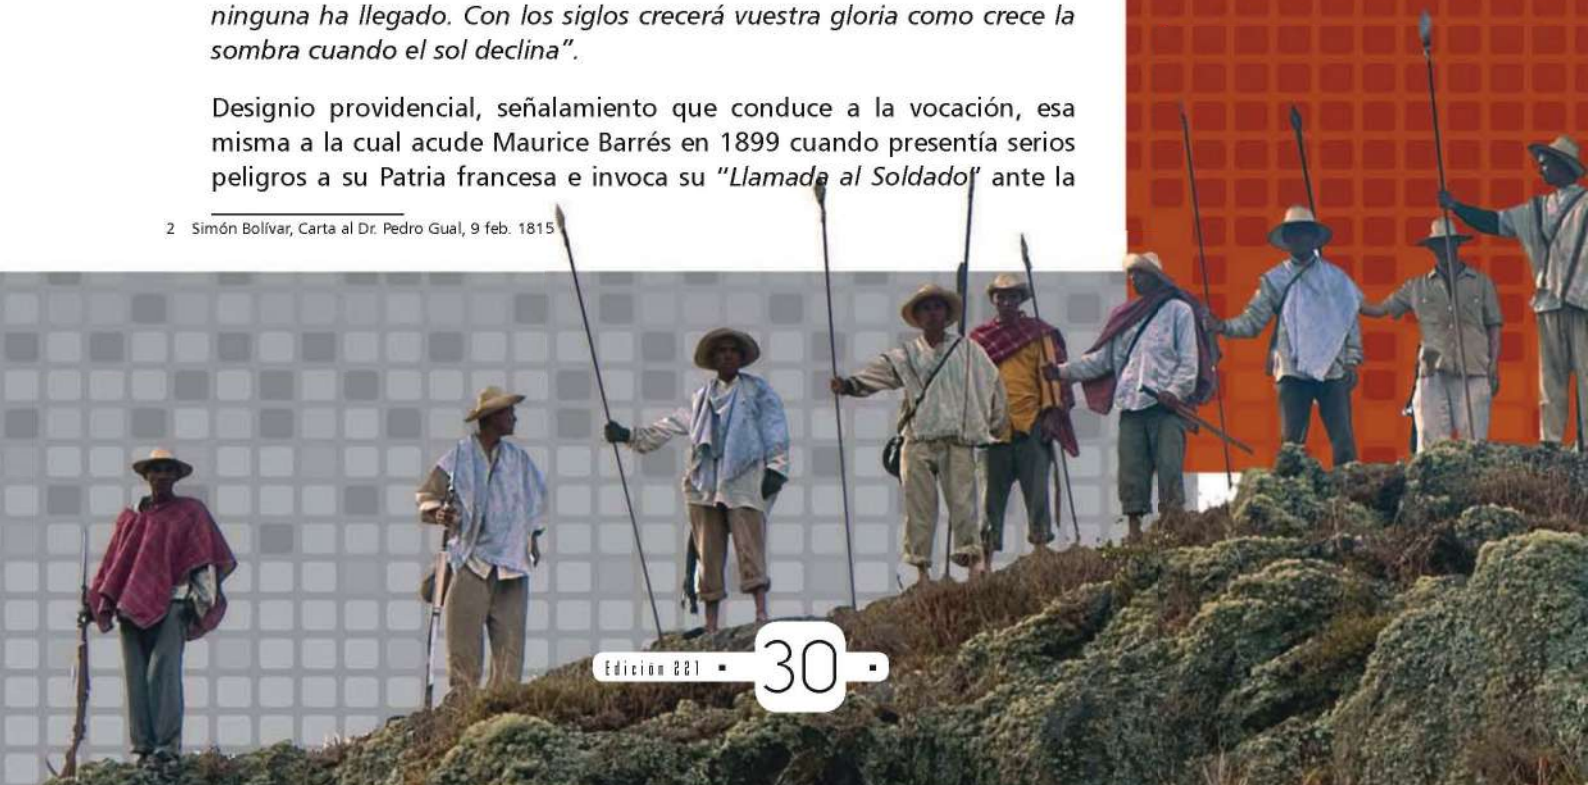 ninguna ha llegado. Con los siglos crecerá vuestra gloria como crece la
sombra cuando el sol declina”.
Designio providencial, señalamiento que conduce a la vocación, esa
misma a la cual acude Maurice Barrés en 1899 cuando presentía serios
peligros a su Patria francesa e invoca su “Llamada al Soldado” ante la
2 Simón Bolívar, Carta al Dr. Pedro Gual, 9 feb. 1815
Edición 221 ▪ 30 ▪